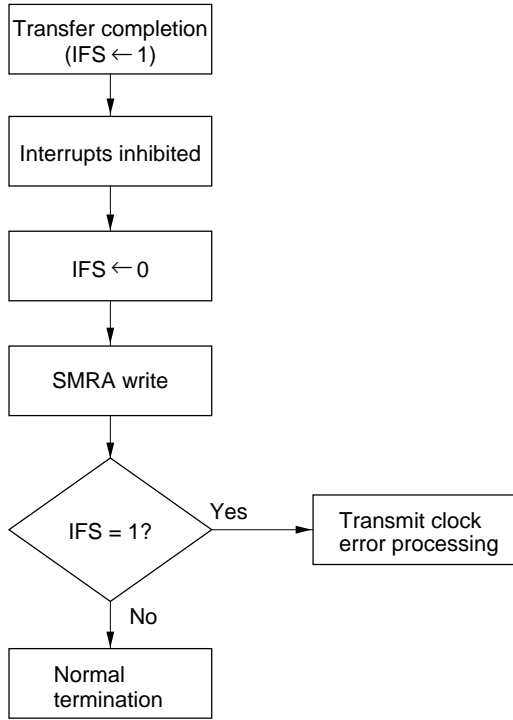 Transfer completion
(IFS ← 1)
Interrupts inhibited
IFS ← 0
SMRA write
IFS = 1?
Yes
Transmit clock
error processing
No
Normal
termination